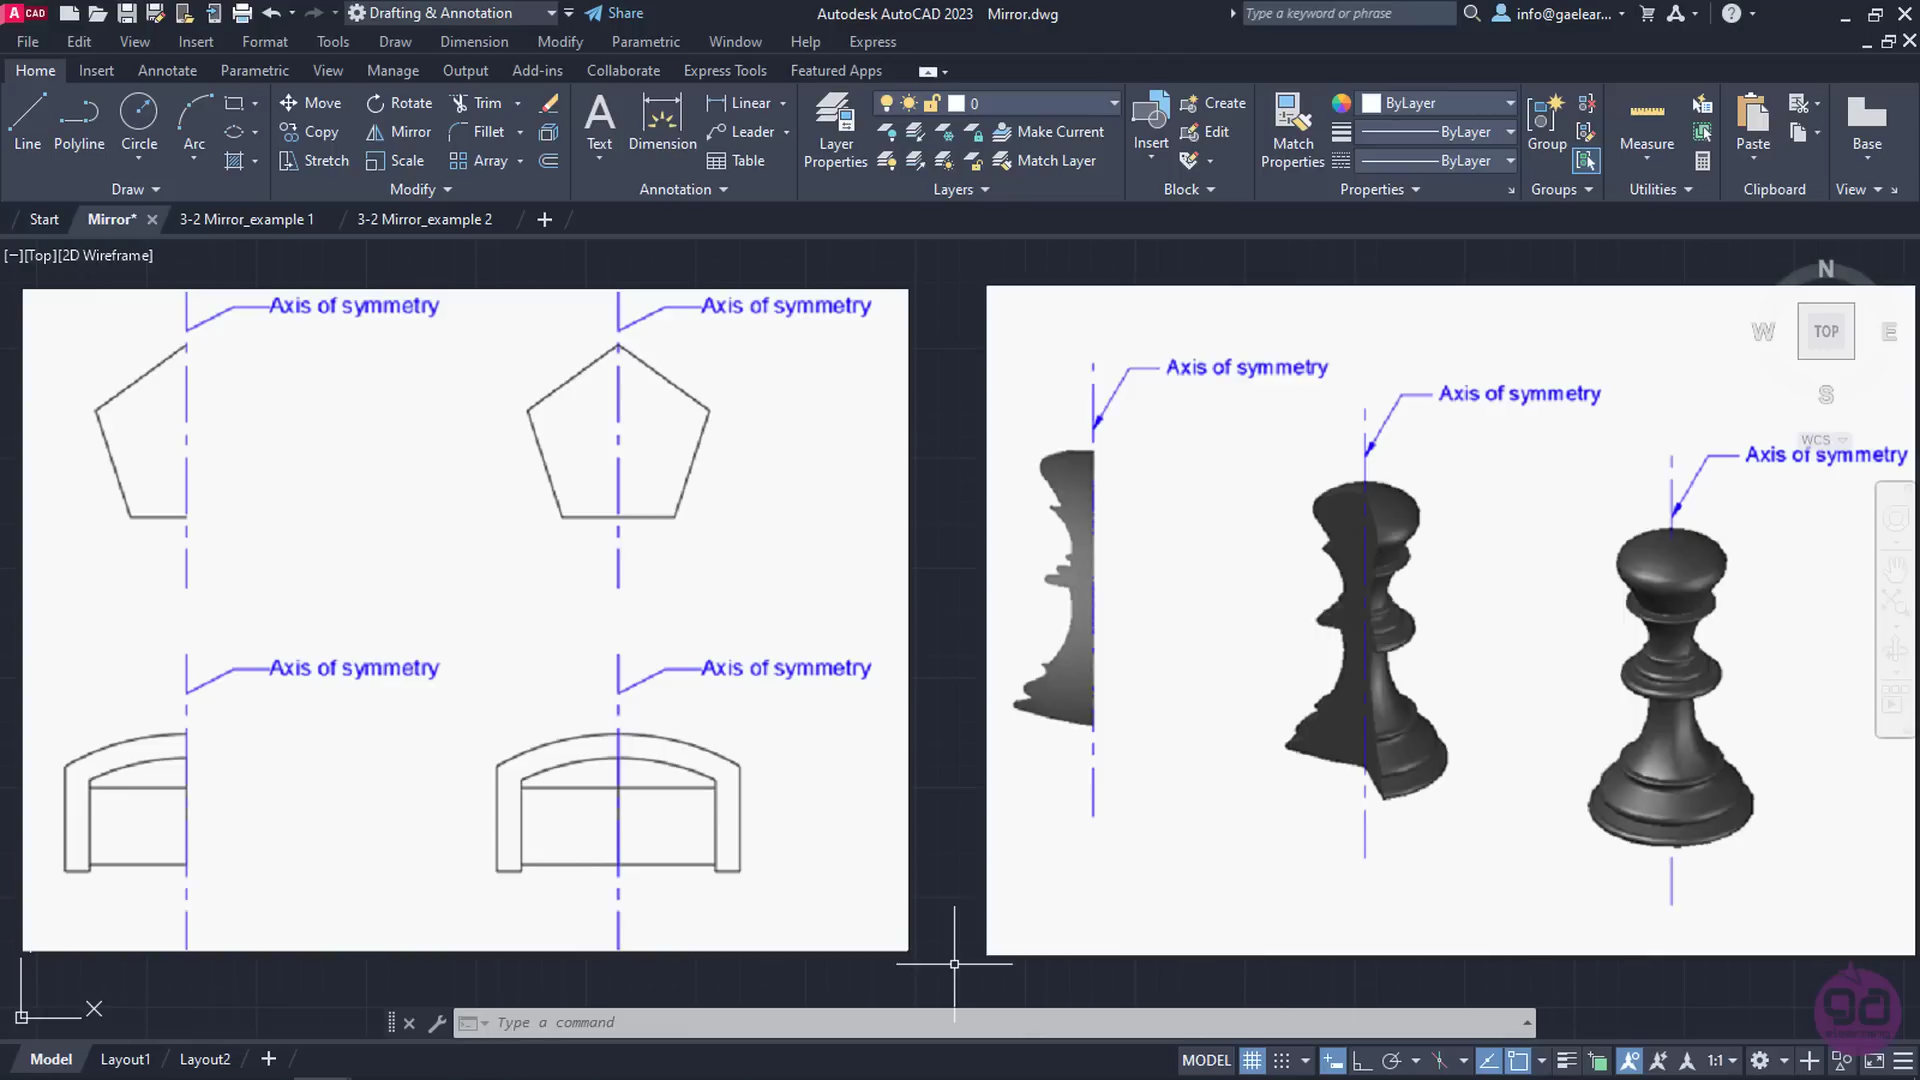 CAD
Drafting & Annotation
Share
Autodesk AutoCAD 2023 Mirror.dwg
Type a keyword or phrase
info@gaelear...
File Edit View Insert Format Tools Draw Dimension Modify Parametric Window Help Express
Home Insert Annotate Parametric View Manage Output Add-ins Collaborate Express Tools Featured Apps
Move Rotate Trim Linear 0 Create ByLayer
Line Polyline Circle Arc Copy Mirror Fillet Text Dimension Leader Layer Properties Make Current Insert Edit Match Properties ByLayer Group Measure Paste Base
Stretch Scale Array Table Match Layer ByLayer
Draw Modify Annotation Layers Block Properties Groups Utilities Clipboard View
Start Mirror* 3-2 Mirror_example 1 3-2 Mirror_example 2
[−][Top][2D Wireframe]
N
Axis of symmetry Axis of symmetry
W TOP E
Axis of symmetry
Axis of symmetry
S
WCS
Axis of symmetry
Axis of symmetry Axis of symmetry
X
Type a command
ga
Model Layout1 Layout2
MODEL 1:1